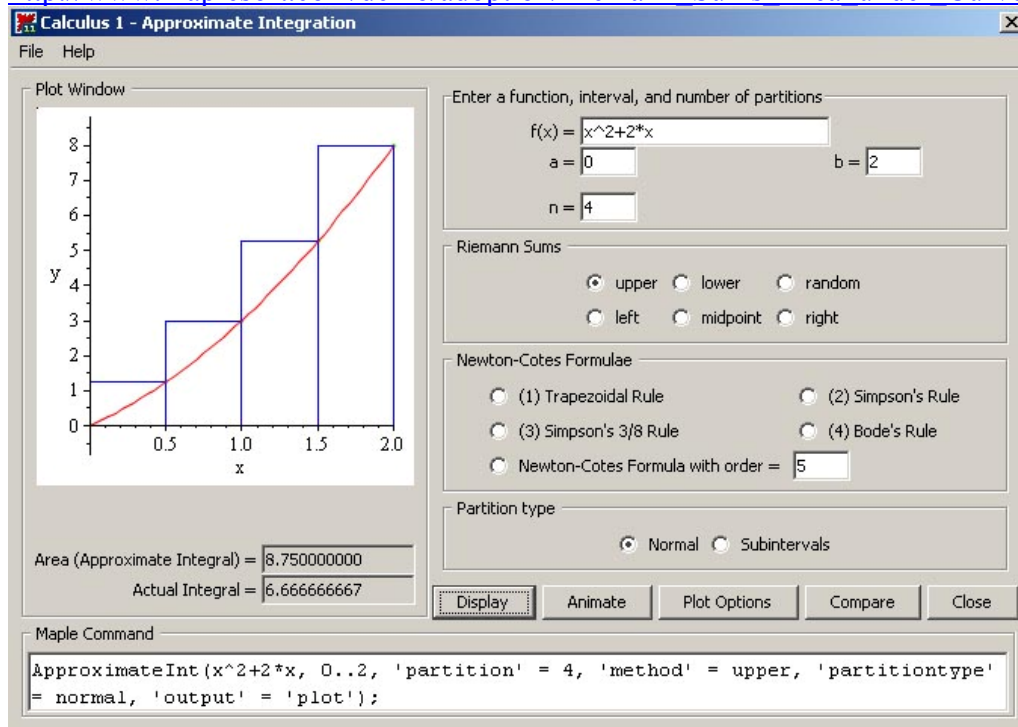 Calculus 1 - Approximate Integration
File Help
Plot Window
8
7
6
5
y
4
3
2
1
0
0.5 1.0 1.5 2.0
x
Area (Approximate Integral) = 8.750000000
Actual Integral = 6.666666667
Enter a function, interval, and number of partitions
f(x) = x^2+2*x
a = 0 b = 2
n = 4
Riemann Sums
upper lower random
left midpoint right
Newton-Cotes Formulae
(1) Trapezoidal Rule (2) Simpson's Rule
(3) Simpson's 3/8 Rule (4) Bode's Rule
Newton-Cotes Formula with order = 5
Partition type
Normal Subintervals
Display Animate Plot Options Compare Close
Maple Command
ApproximateInt(x^2+2*x, 0..2, 'partition' = 4, 'method' = upper, 'partitiontype'
= normal, 'output' = 'plot');